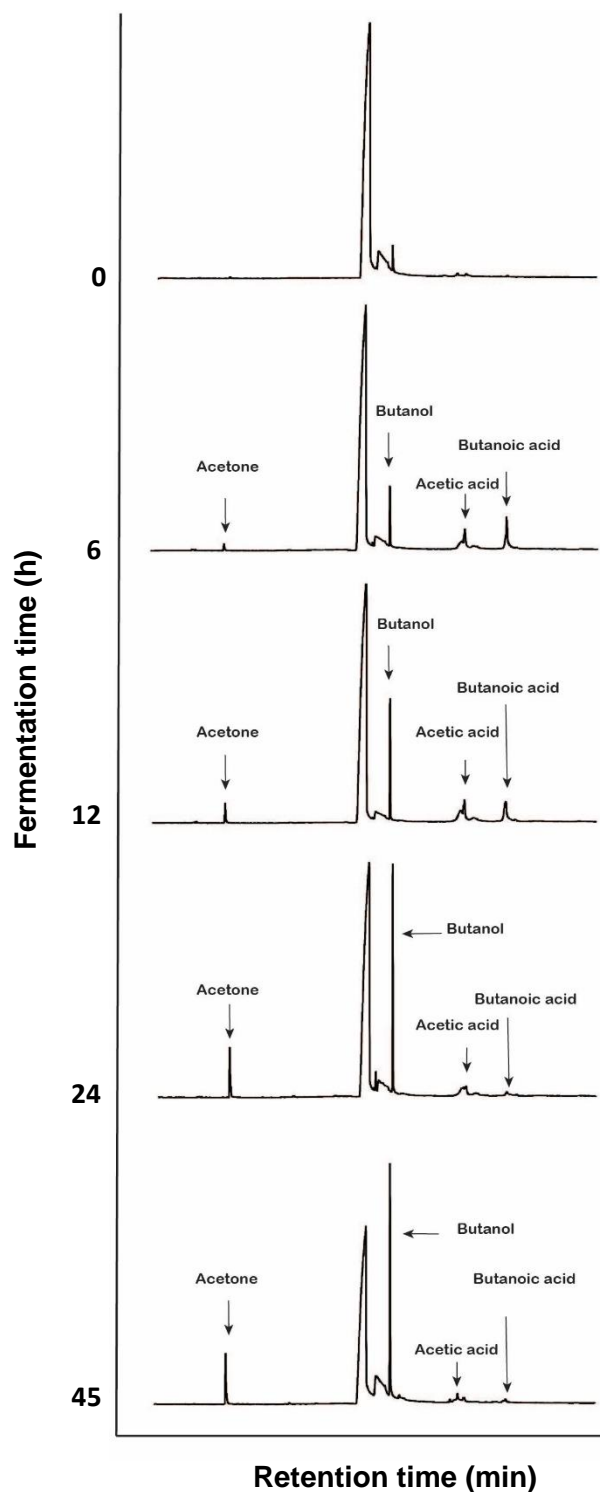 Fermentation time (h)
0
Butanol
Butanoic acid
Acetone
Acetic acid
6
Butanol
Butanoic acid
Acetone
Acetic acid
12
Butanol
Acetone
Butanoic acid
Acetic acid
24
Butanol
Acetone
Butanoic acid
Acetic acid
45
Retention time (min)